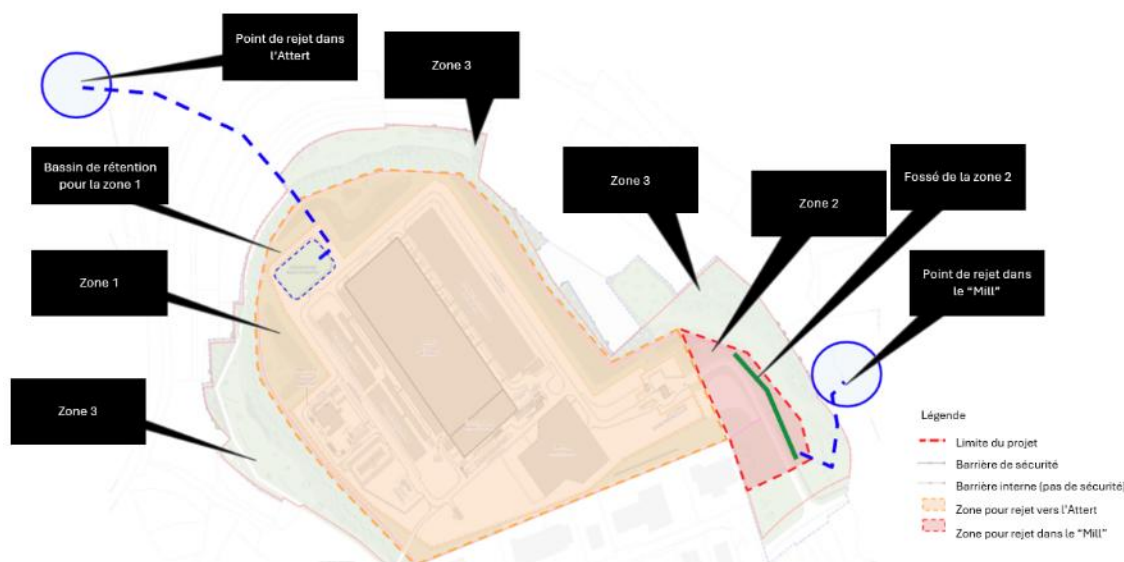 Point de rejet dans
l'Attert
Zone 3
Bassin de rétention
pour la zone 1
Zone 3
Fossé de la zone 2
Zone 2
Zone 1
Point de rejet dans
le “Mill”
Zone 3
Légende
Limite du projet
Barrière de sécurité
Barrière interne (pas de sécurité)
Zone pour rejet vers l'Attert
Zone pour rejet dans le “Mill”